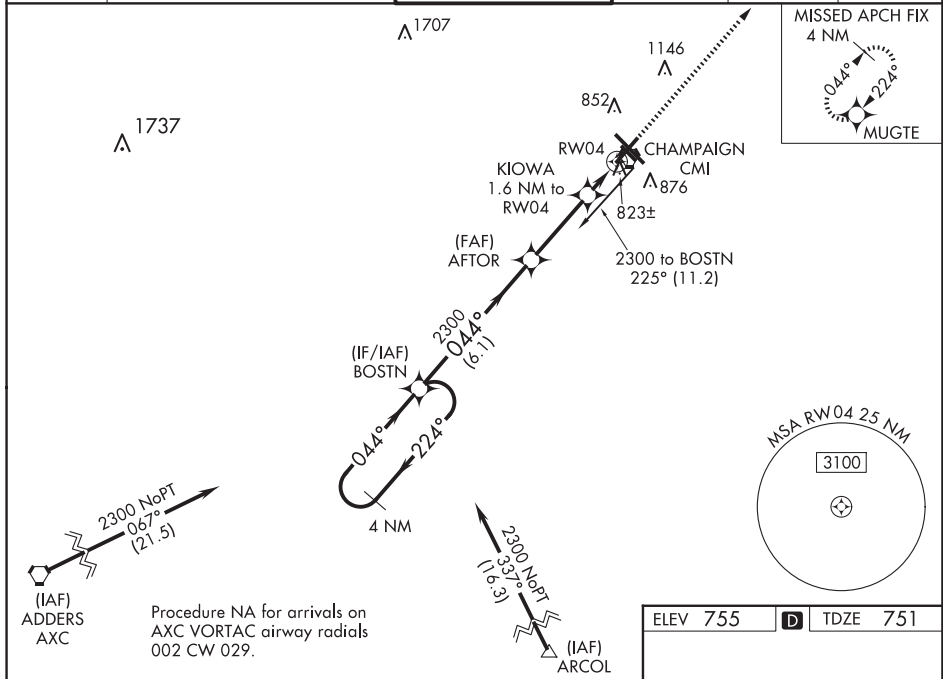 1707
MISSED APCH FIX
4 NM
044°
224°
MUGTE
1146
1737
852
RW04
CHAMPAIGN
CMI
KIOWA
1.6 NM to
RW04
876
823±
(FAF)
AFTOR
2300 to BOSTN
225° (11.2)
2300
044°
(6.1)
(IF/IAF)
BOSTN
044°
224°
4 NM
MSA RW04 25 NM
3100
2300 NoPT
067°
(21.5)
(IAF)
ADDERS
AXC
2300 NoPT
337°
(16.3)
(IAF)
ARCOL
Procedure NA for arrivals on
AXC VORTAC airway radials
002 CW 029.
ELEV 755 D TDZE 751